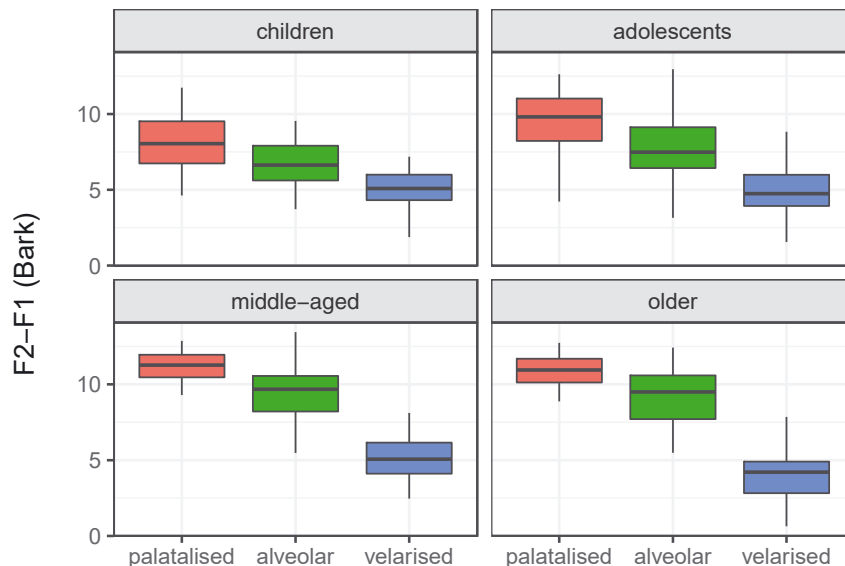 children
adolescents
10
5
0
middle−aged
older
10
5
0
F2−F1 (Bark)
palatalised alveolar velarised
palatalised alveolar velarised